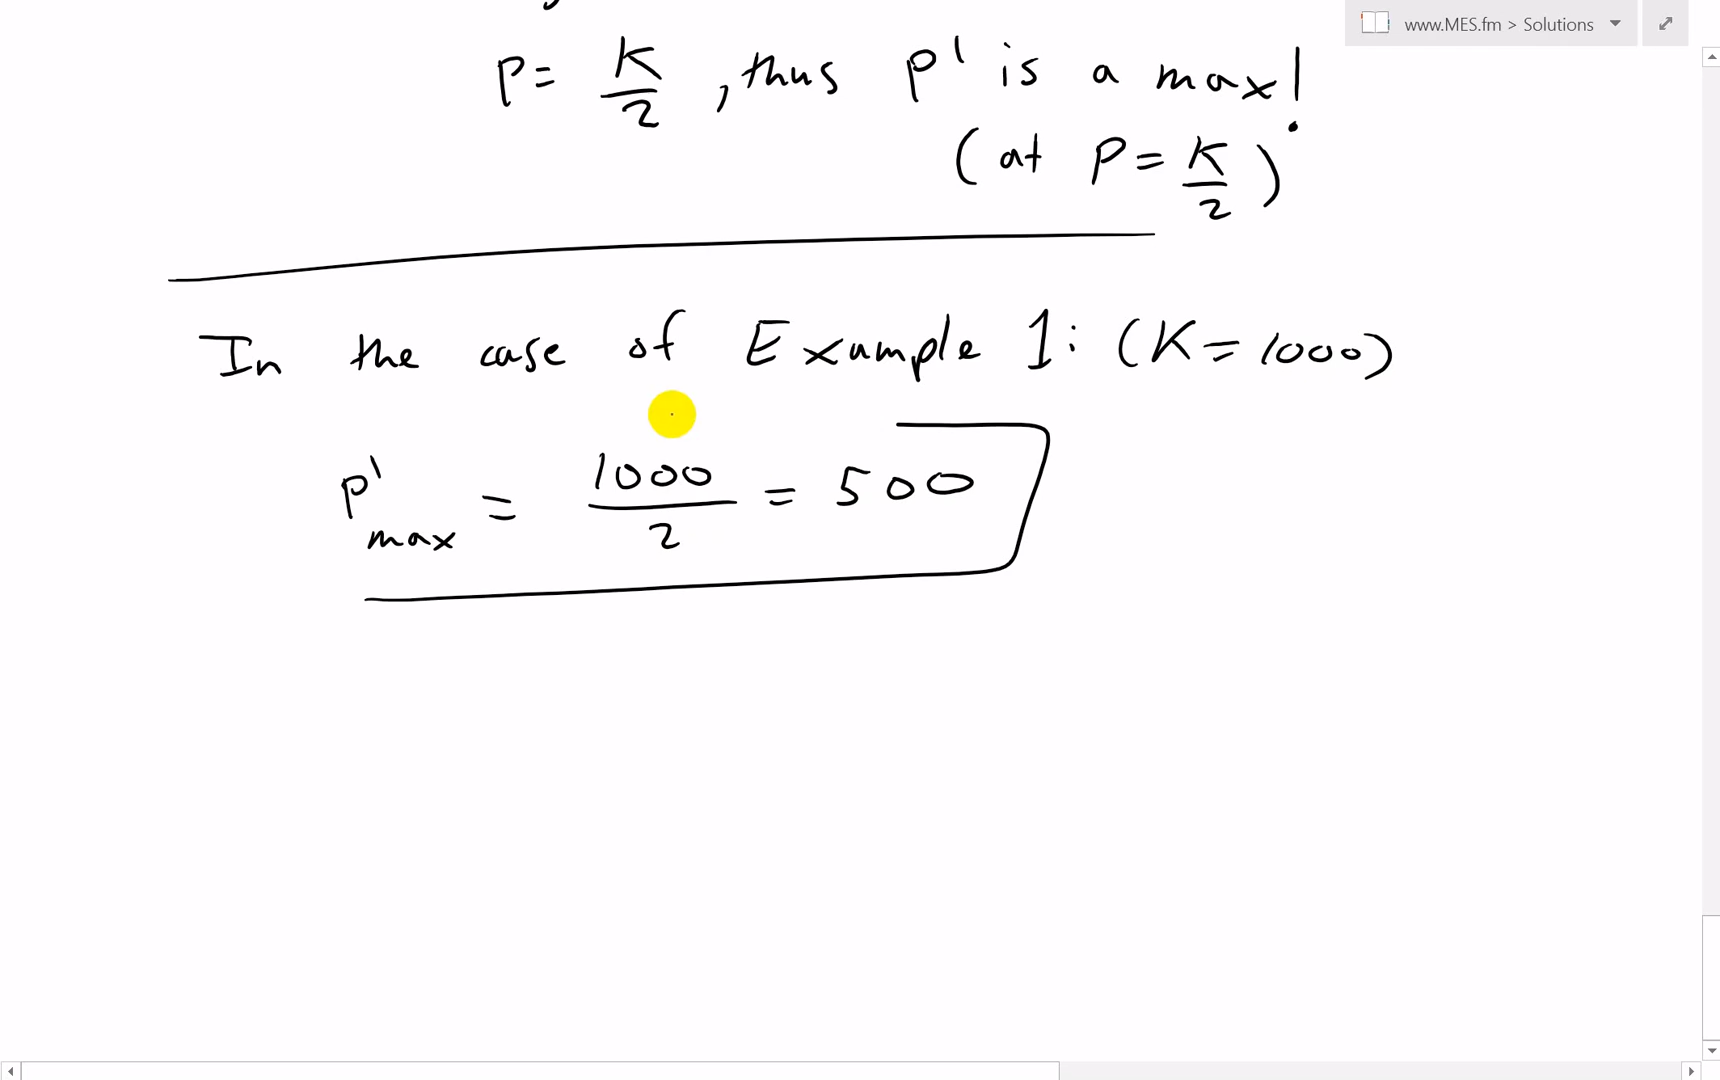 www.MES.fm > Solutions
P = K/2 , thus P' is a max!
(at P = K/2)
In the case of Example 1: (K = 1000)
P'max = 1000/2 = 500